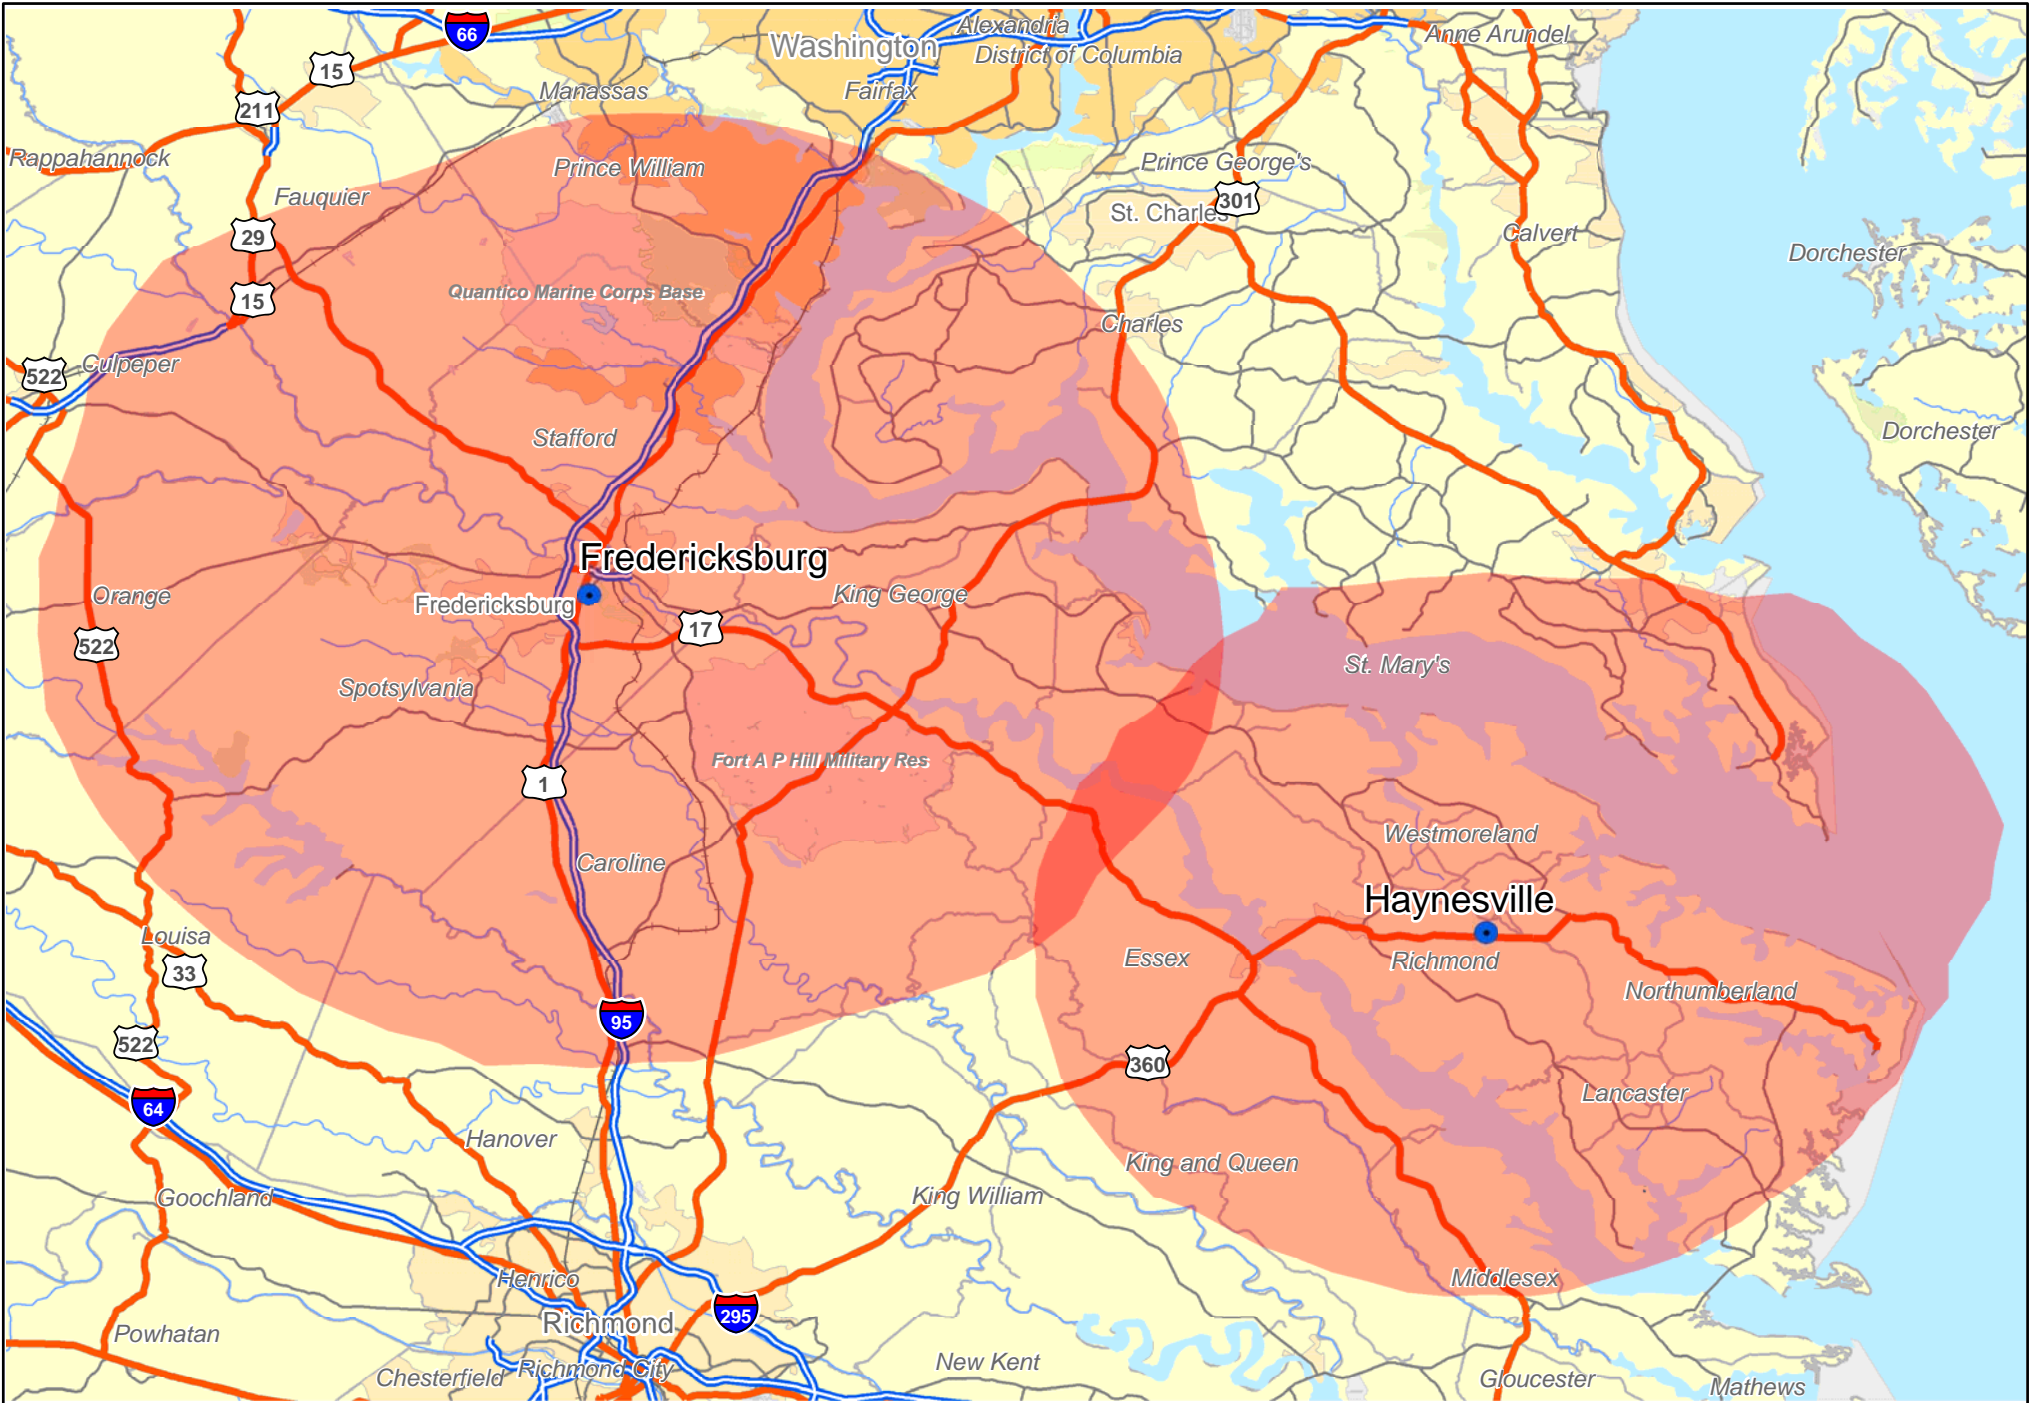 66
Alexandria
Anne Arundel
Washington
District of Columbia
15
Manassas
Fairfax
211
Rappahannock
Prince William
Prince George's
Fauquier
301
St. Charles
29
Calvert
Dorchester
Quantico Marine Corps Base
15
Charles
Culpeper
522
Dorchester
Stafford
Fredericksburg
Orange
Fredericksburg
King George
17
522
St. Mary's
Spotsylvania
Fort A P Hill Military Res
1
Westmoreland
Caroline
Haynesville
Louisa
Essex
Richmond
33
Northumberland
95
522
360
Lancaster
64
Hanover
King and Queen
Goochland
King William
Henrico
Middlesex
295
Richmond
Powhatan
New Kent
Chesterfield
Richmond City
Gloucester
Mathews